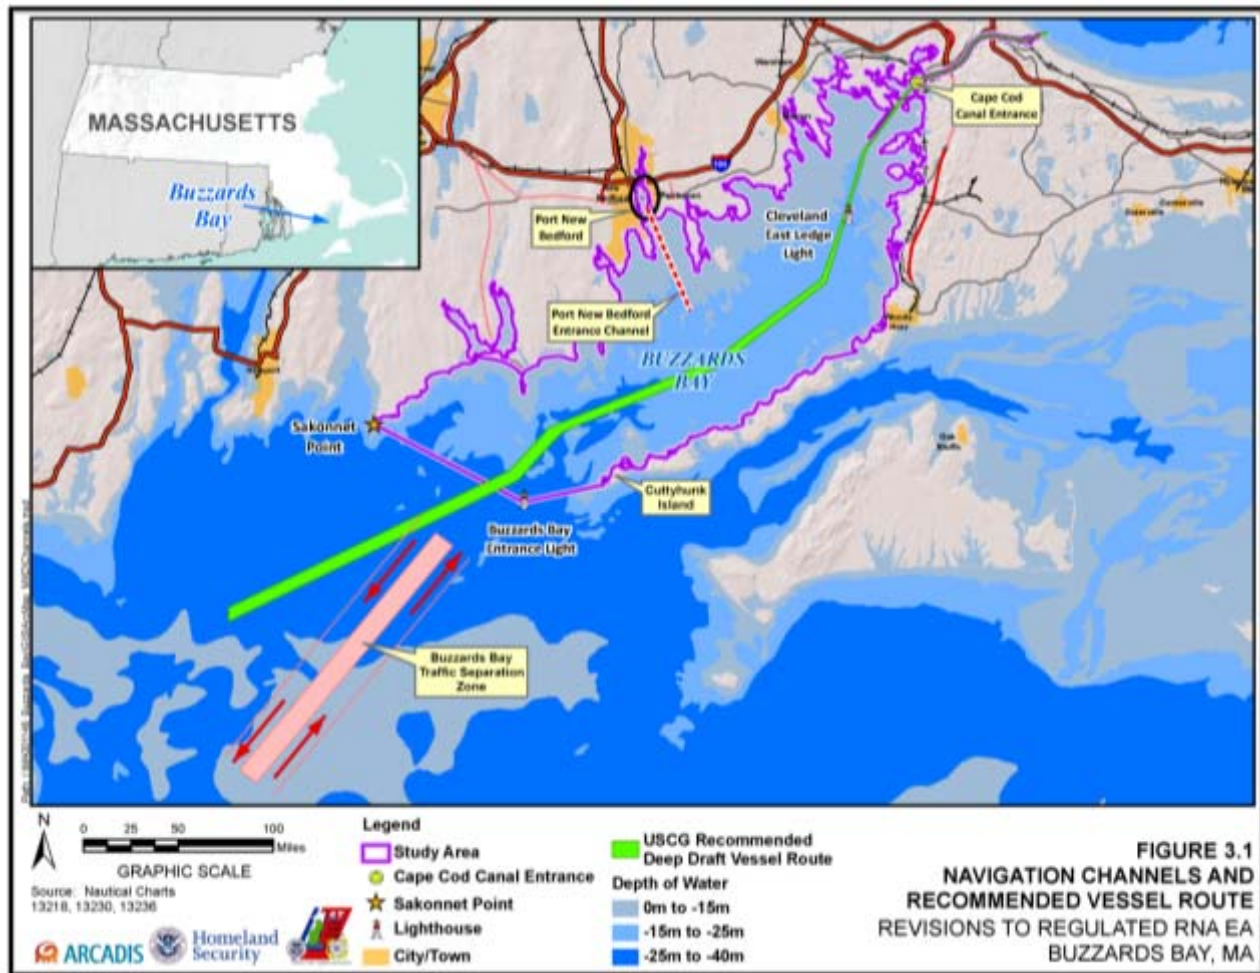 MASSACHUSETTS
Buzzards
Bay
Cape Cod
Canal Entrance
Port New
Bedford
Cleveland
East Ledge
Light
Port New Bedford
Entrance Channel
BUZZARDS
BAY
Sakonnet
Point
Cuttyhunk
Island
Buzzards Bay
Entrance Light
Oak
Bluffs
Buzzards Bay
Traffic Separation
Zone
N
0 25 50 100
Miles
GRAPHIC SCALE
Source: Nautical Charts
13218, 13230, 13236
ARCADIS
Homeland
Security
Legend
Study Area
Cape Cod Canal Entrance
Sakonnet Point
Lighthouse
City/Town
USCG Recommended
Deep Draft Vessel Route
Depth of Water
0m to -15m
-15m to -25m
-25m to -40m
FIGURE 3.1
NAVIGATION CHANNELS AND
RECOMMENDED VESSEL ROUTE
REVISIONS TO REGULATED RNA EA
BUZZARDS BAY, MA